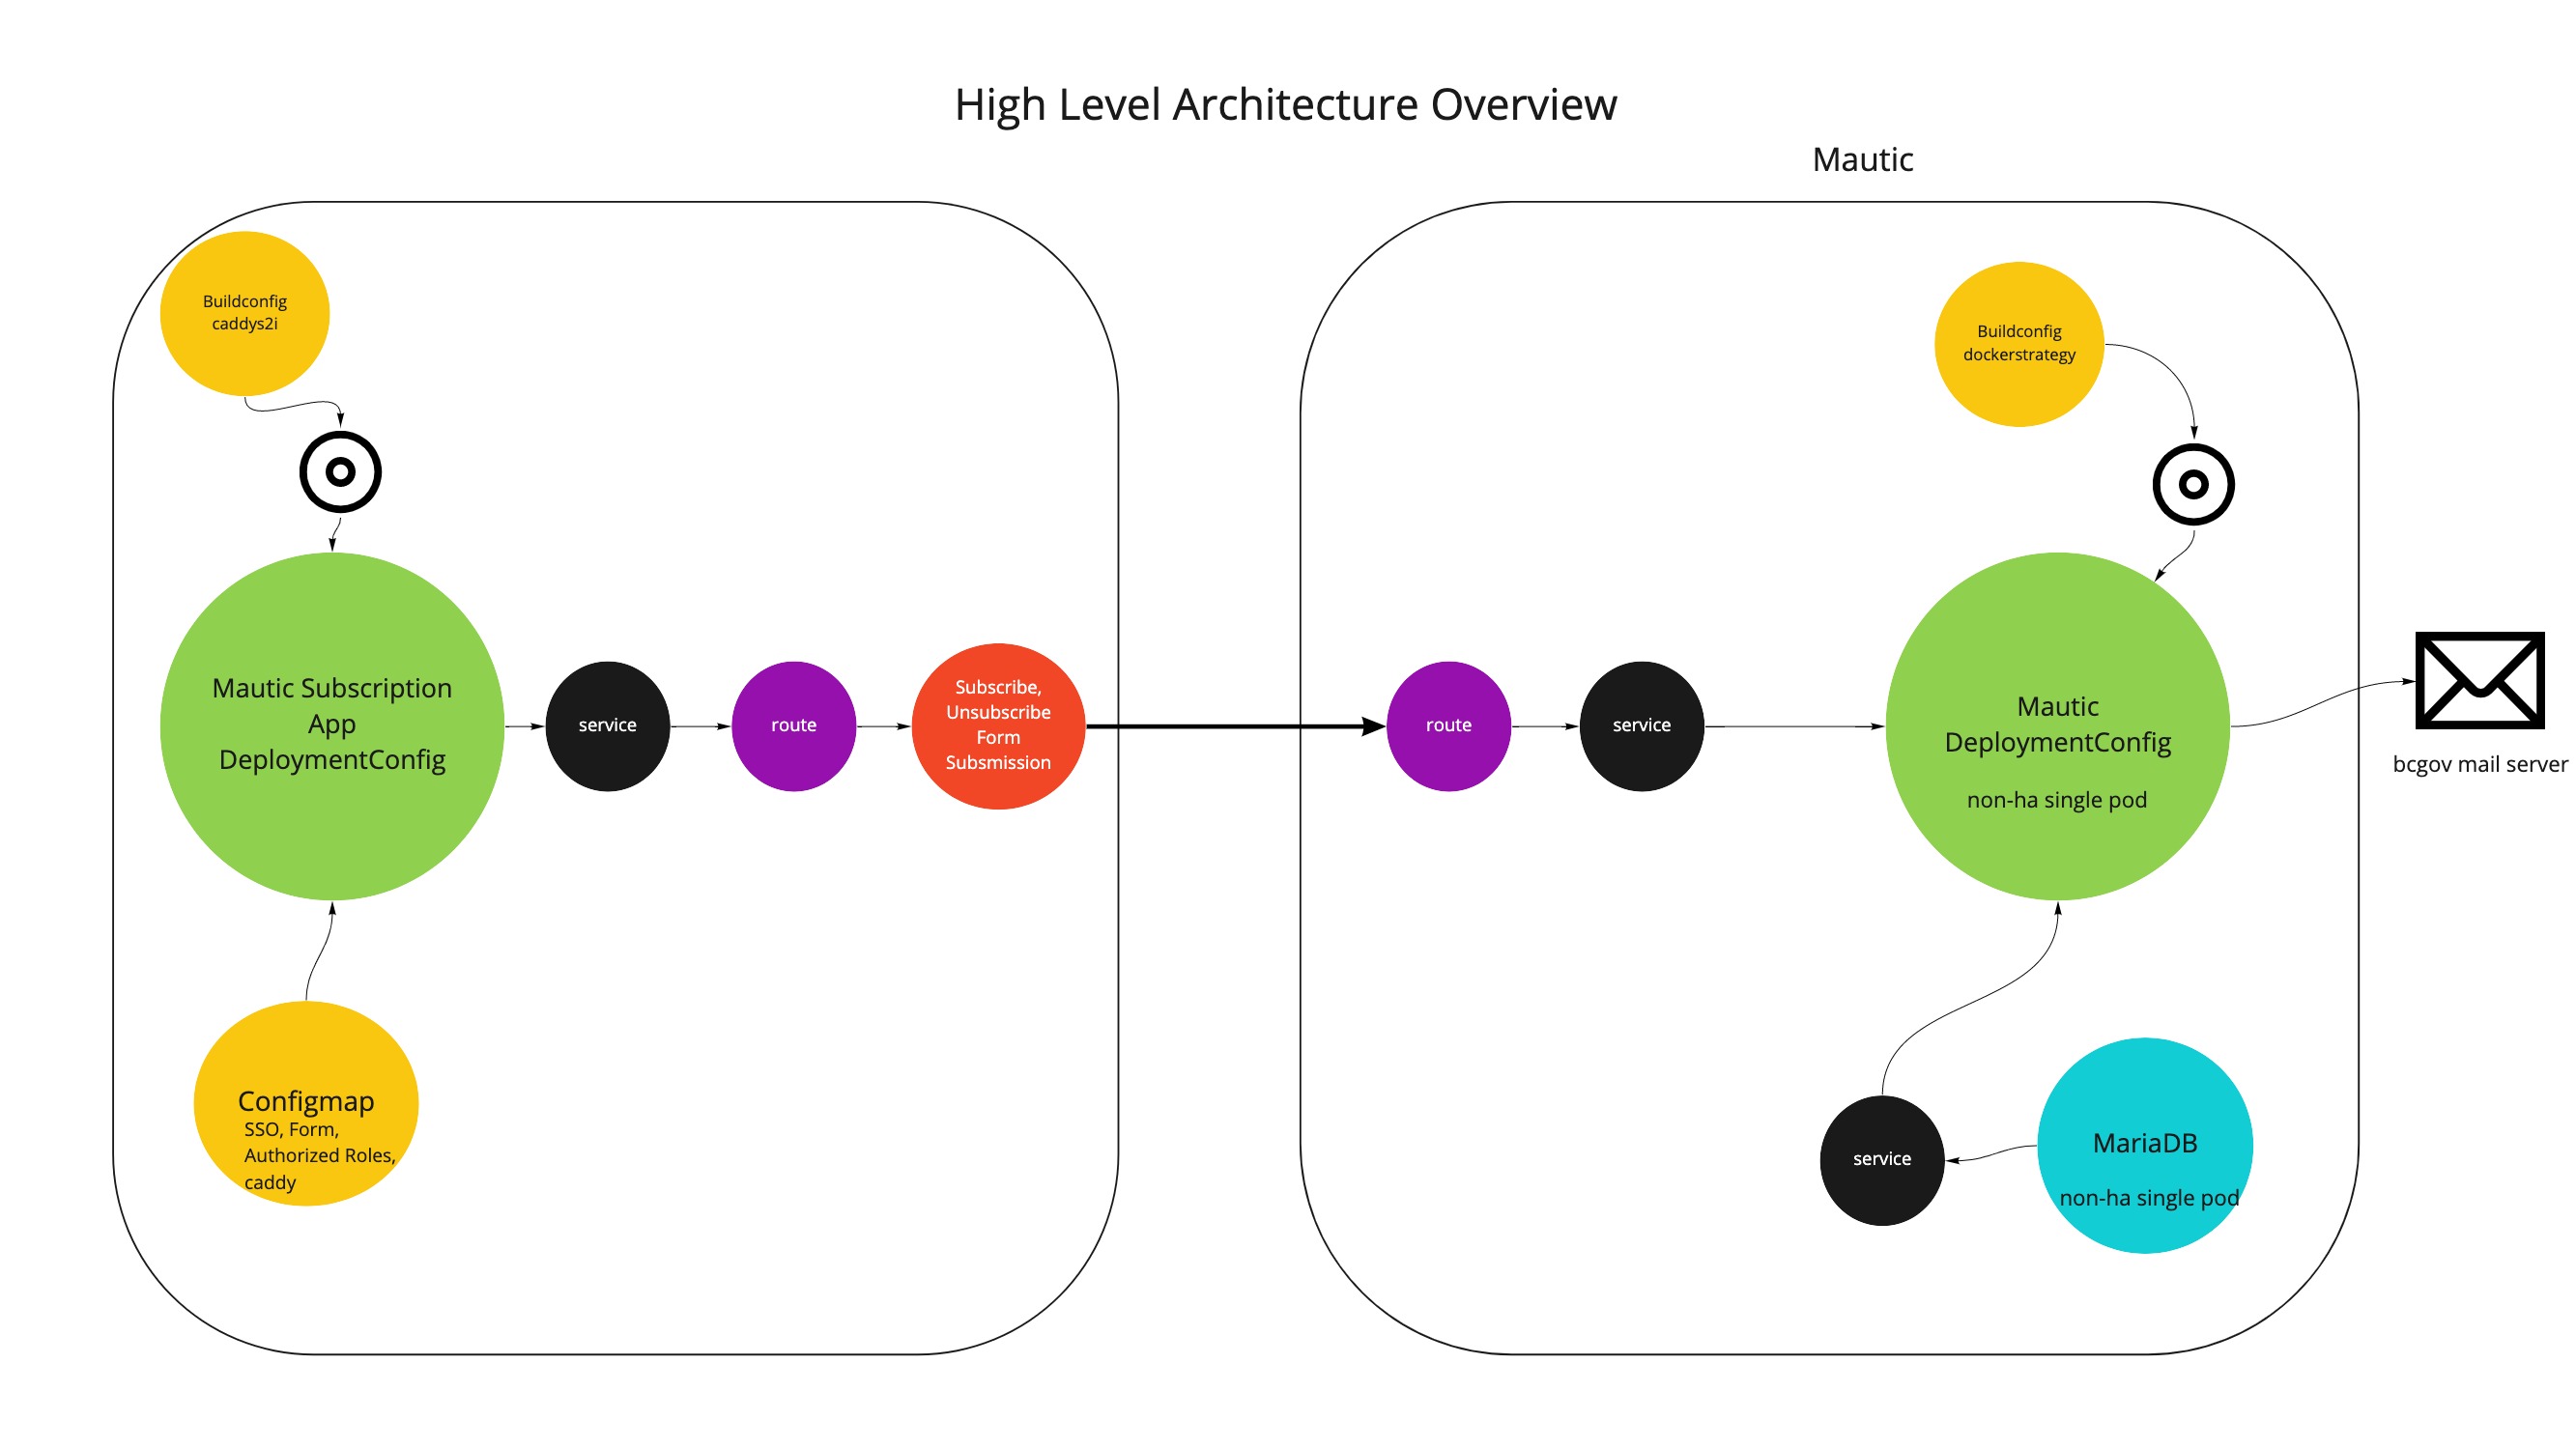 High Level Architecture Overview
Mautic
Buildconfig
caddys2i
Mautic Subscription
App
DeploymentConfig
service
route
Subscribe,
Unsubscribe
Form
Subsmission
Configmap
SSO, Form,
Authorized Roles,
caddy
Buildconfig
dockerstrategy
route
service
Mautic
DeploymentConfig
non-ha single pod
bcgov mail server
service
MariaDB
non-ha single pod